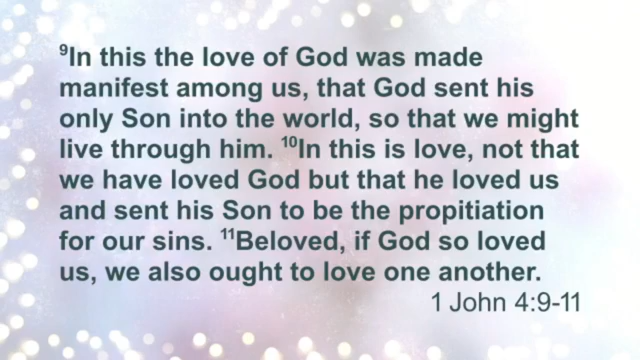 ⁹In this the love of God was made
manifest among us, that God sent his
only Son into the world, so that we might
live through him. ¹⁰In this is love, not that
we have loved God but that he loved us
and sent his Son to be the propitiation
for our sins. ¹¹Beloved, if God so loved
us, we also ought to love one another.
1 John 4:9-11